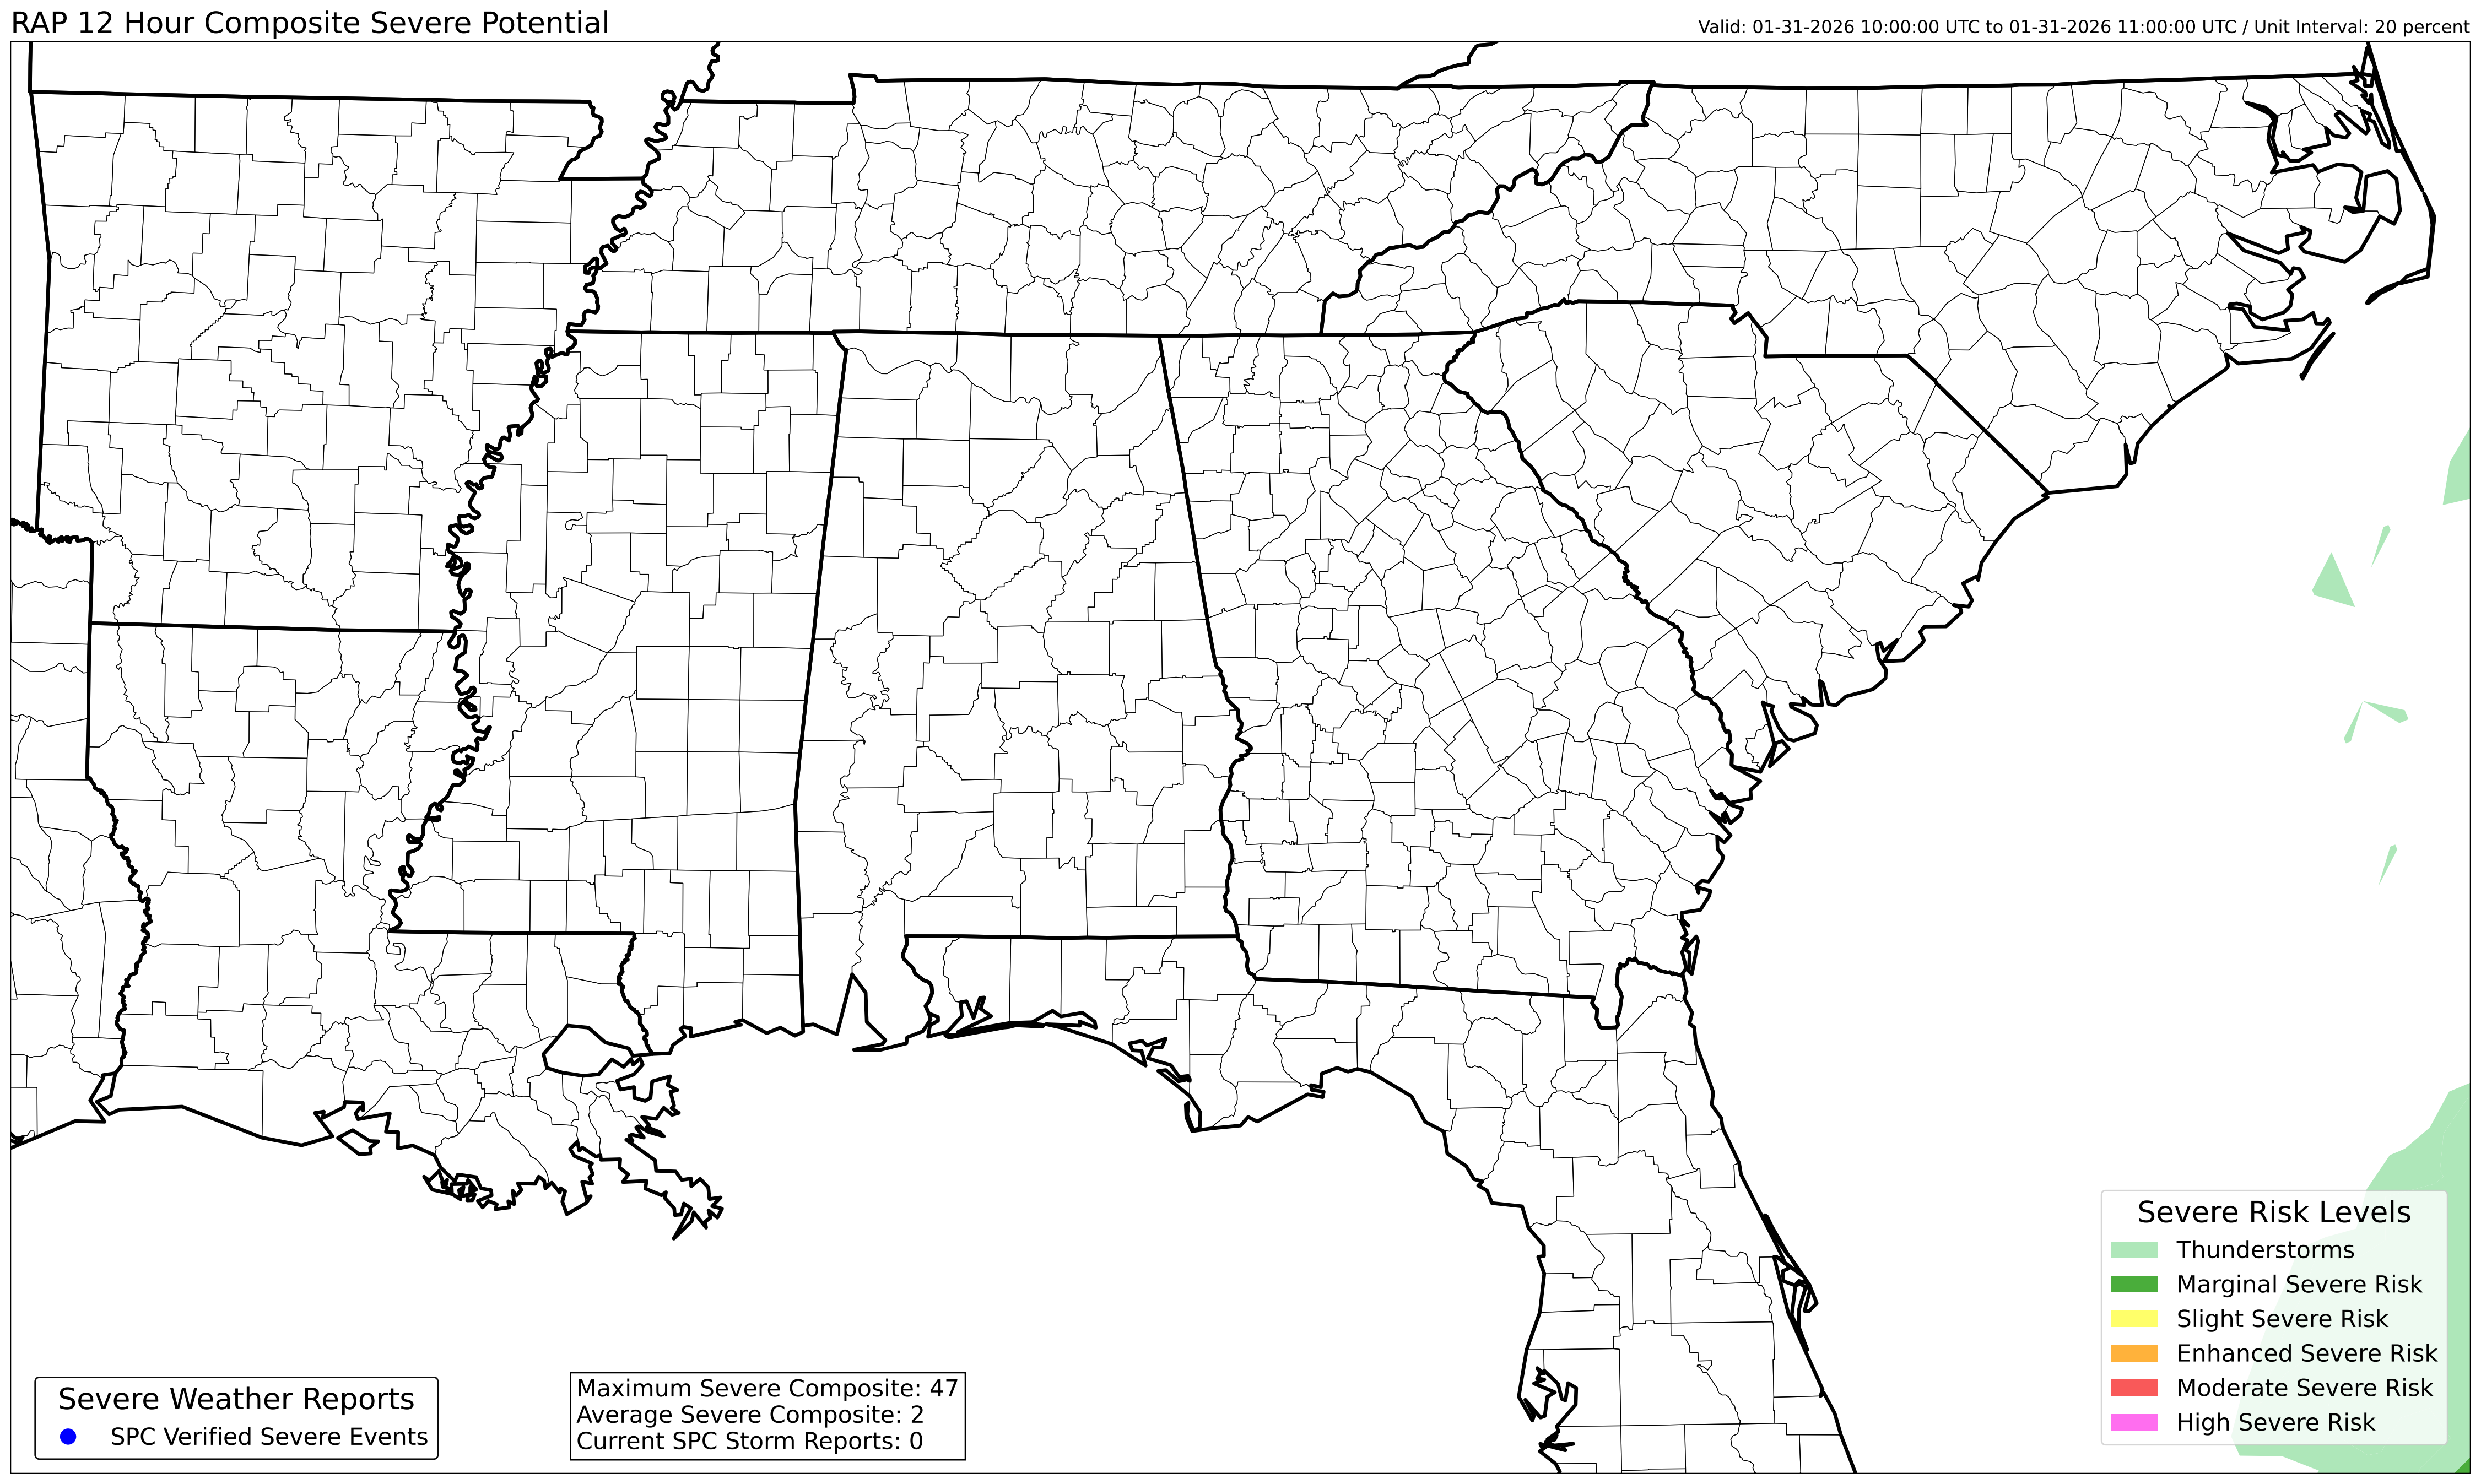 RAP 12 Hour Composite Severe Potential
Valid: 01-31-2026 10:00:00 UTC to 01-31-2026 11:00:00 UTC / Unit Interval: 20 percent
Severe Risk Levels
Thunderstorms
Marginal Severe Risk
Slight Severe Risk
Enhanced Severe Risk
Moderate Severe Risk
High Severe Risk
Severe Weather Reports
SPC Verified Severe Events
Maximum Severe Composite: 47
Average Severe Composite: 2
Current SPC Storm Reports: 0